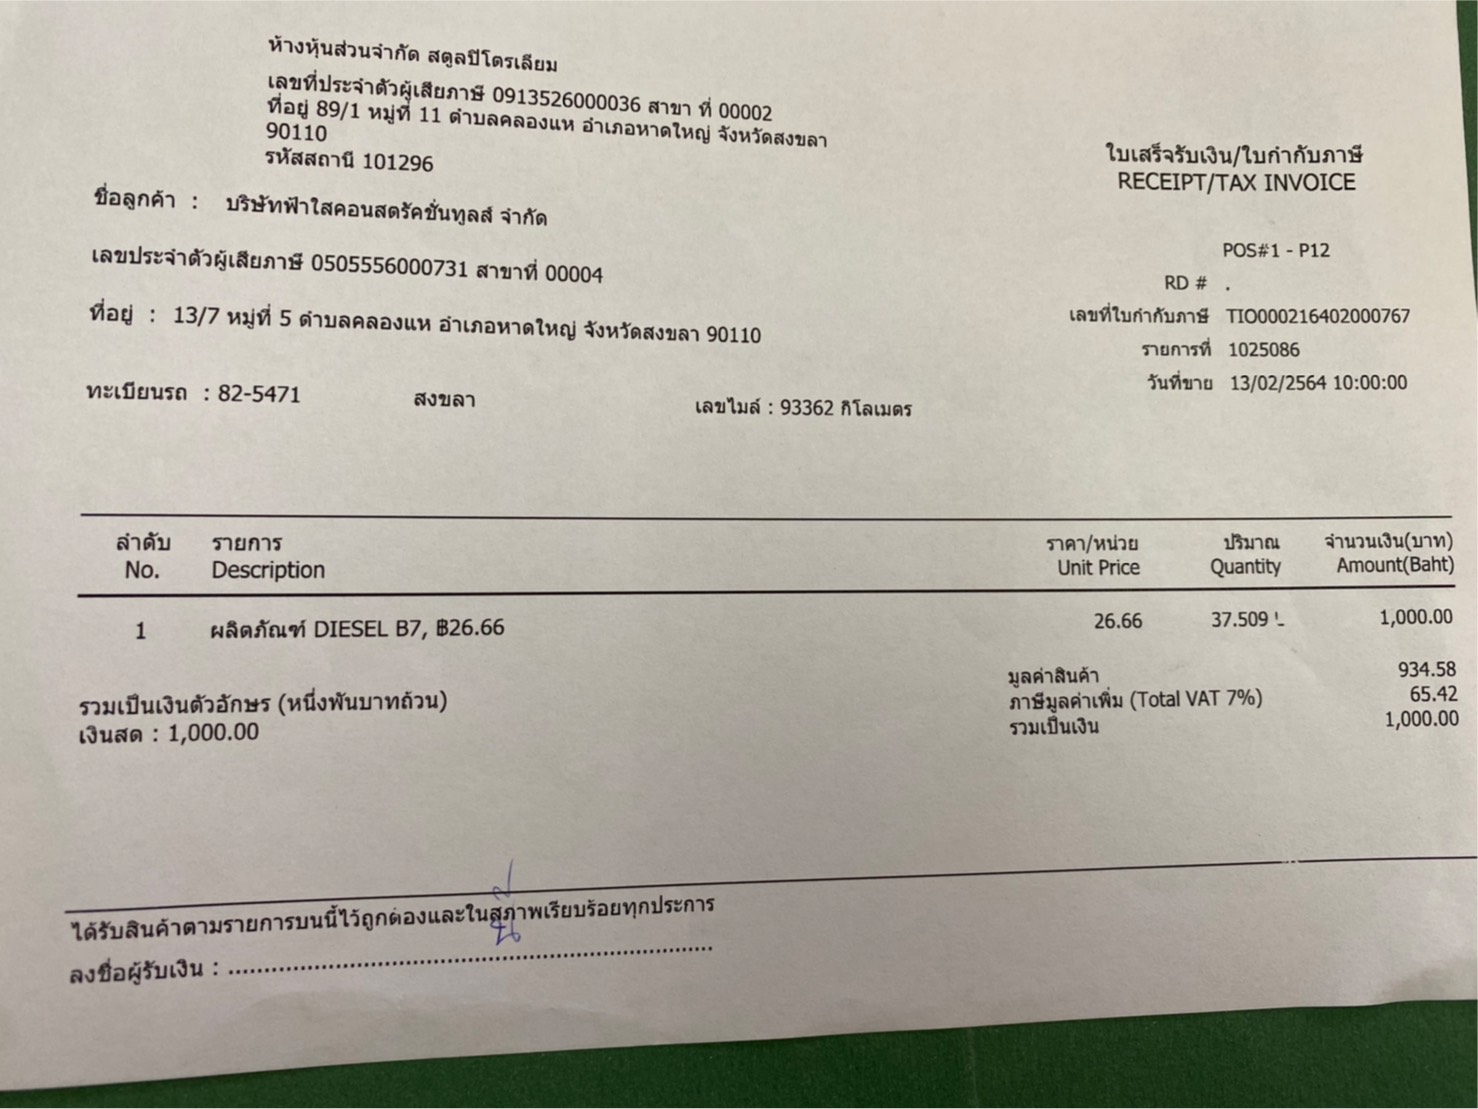 ห้างหุ้นส่วนจำกัด สตูลปิโตรเลียม
เลขที่ประจำตัวผู้เสียภาษี 0913526000036 สาขา ที่ 00002
ที่อยู่ 89/1 หมู่ที่ 11 ตำบลคลองแห อำเภอหาดใหญ่ จังหวัดสงขลา
90110
รหัสสถานี 101296
ใบเสร็จรับเงิน/ใบกำกับภาษี
RECEIPT/TAX INVOICE
ชื่อลูกค้า : บริษัทฟ้าใสคอนสตรัคชั่นทูลส์ จำกัด
POS#1 - P12
เลขประจำตัวผู้เสียภาษี 0505556000731 สาขาที่ 00004
RD # .
ที่อยู่ : 13/7 หมู่ที่ 5 ตำบลคลองแห อำเภอหาดใหญ่ จังหวัดสงขลา 90110
เลขที่ใบกำกับภาษี TIO000216402000767
รายการที่ 1025086
วันที่ขาย 13/02/2564 10:00:00
ทะเบียนรถ : 82-5471 สงขลา เลขไมล์ : 93362 กิโลเมตร
ลำดับ รายการ ราคา/หน่วย ปริมาณ จำนวนเงิน(บาท)
No. Description Unit Price Quantity Amount(Baht)
1 ผลิตภัณฑ์ DIESEL B7, ฿26.66 26.66 37.509 L 1,000.00
มูลค่าสินค้า 934.58
รวมเป็นเงินตัวอักษร (หนึ่งพันบาทถ้วน) ภาษีมูลค่าเพิ่ม (Total VAT 7%) 65.42
เงินสด : 1,000.00 รวมเป็นเงิน 1,000.00
ได้รับสินค้าตามรายการบนนี้ไว้ถูกต้องและในสภาพเรียบร้อยทุกประการ
ลงชื่อผู้รับเงิน : ..................................................................